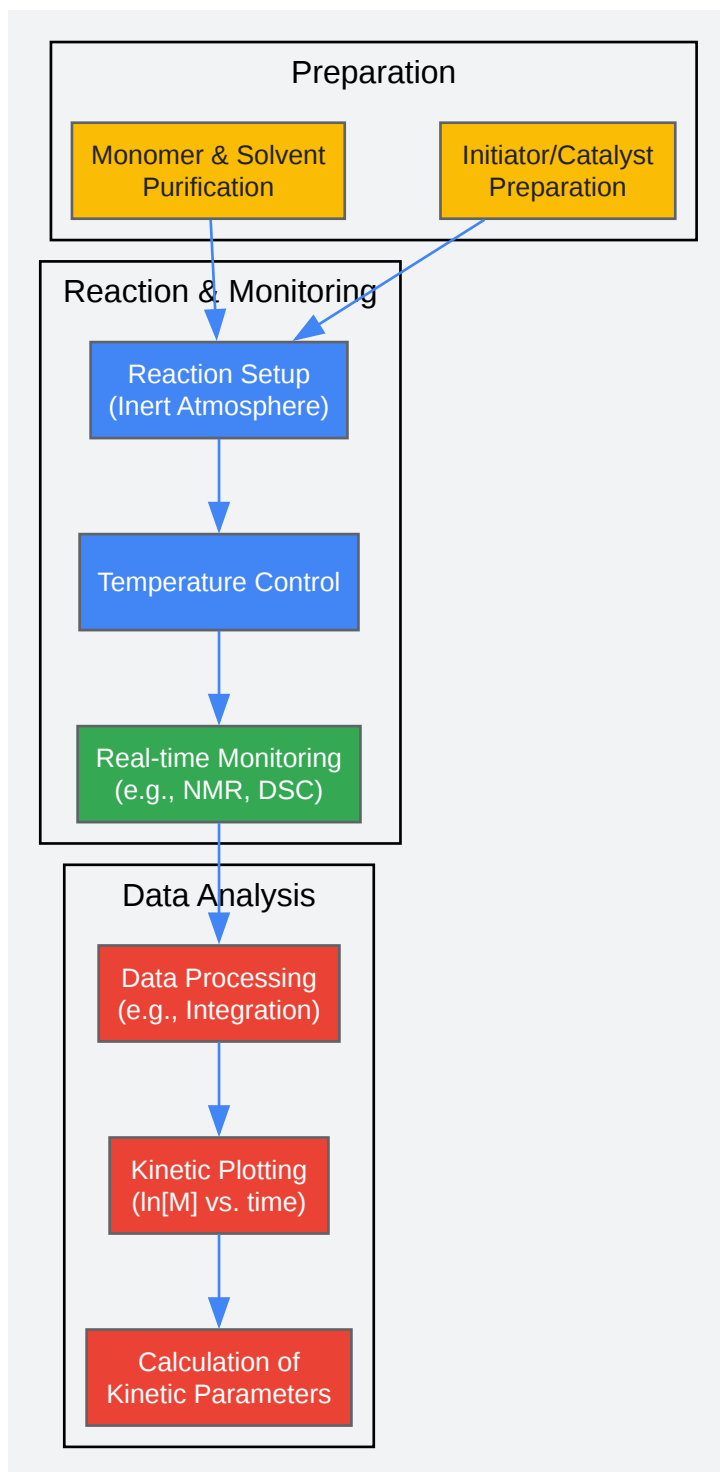 Preparation
Monomer & Solvent
Purification
Initiator/Catalyst
Preparation
Reaction & Monitoring
Reaction Setup
(Inert Atmosphere)
Temperature Control
Real-time Monitoring
(e.g., NMR, DSC)
Data Analysis
Data Processing
(e.g., Integration)
Kinetic Plotting
(ln[M] vs. time)
Calculation of
Kinetic Parameters